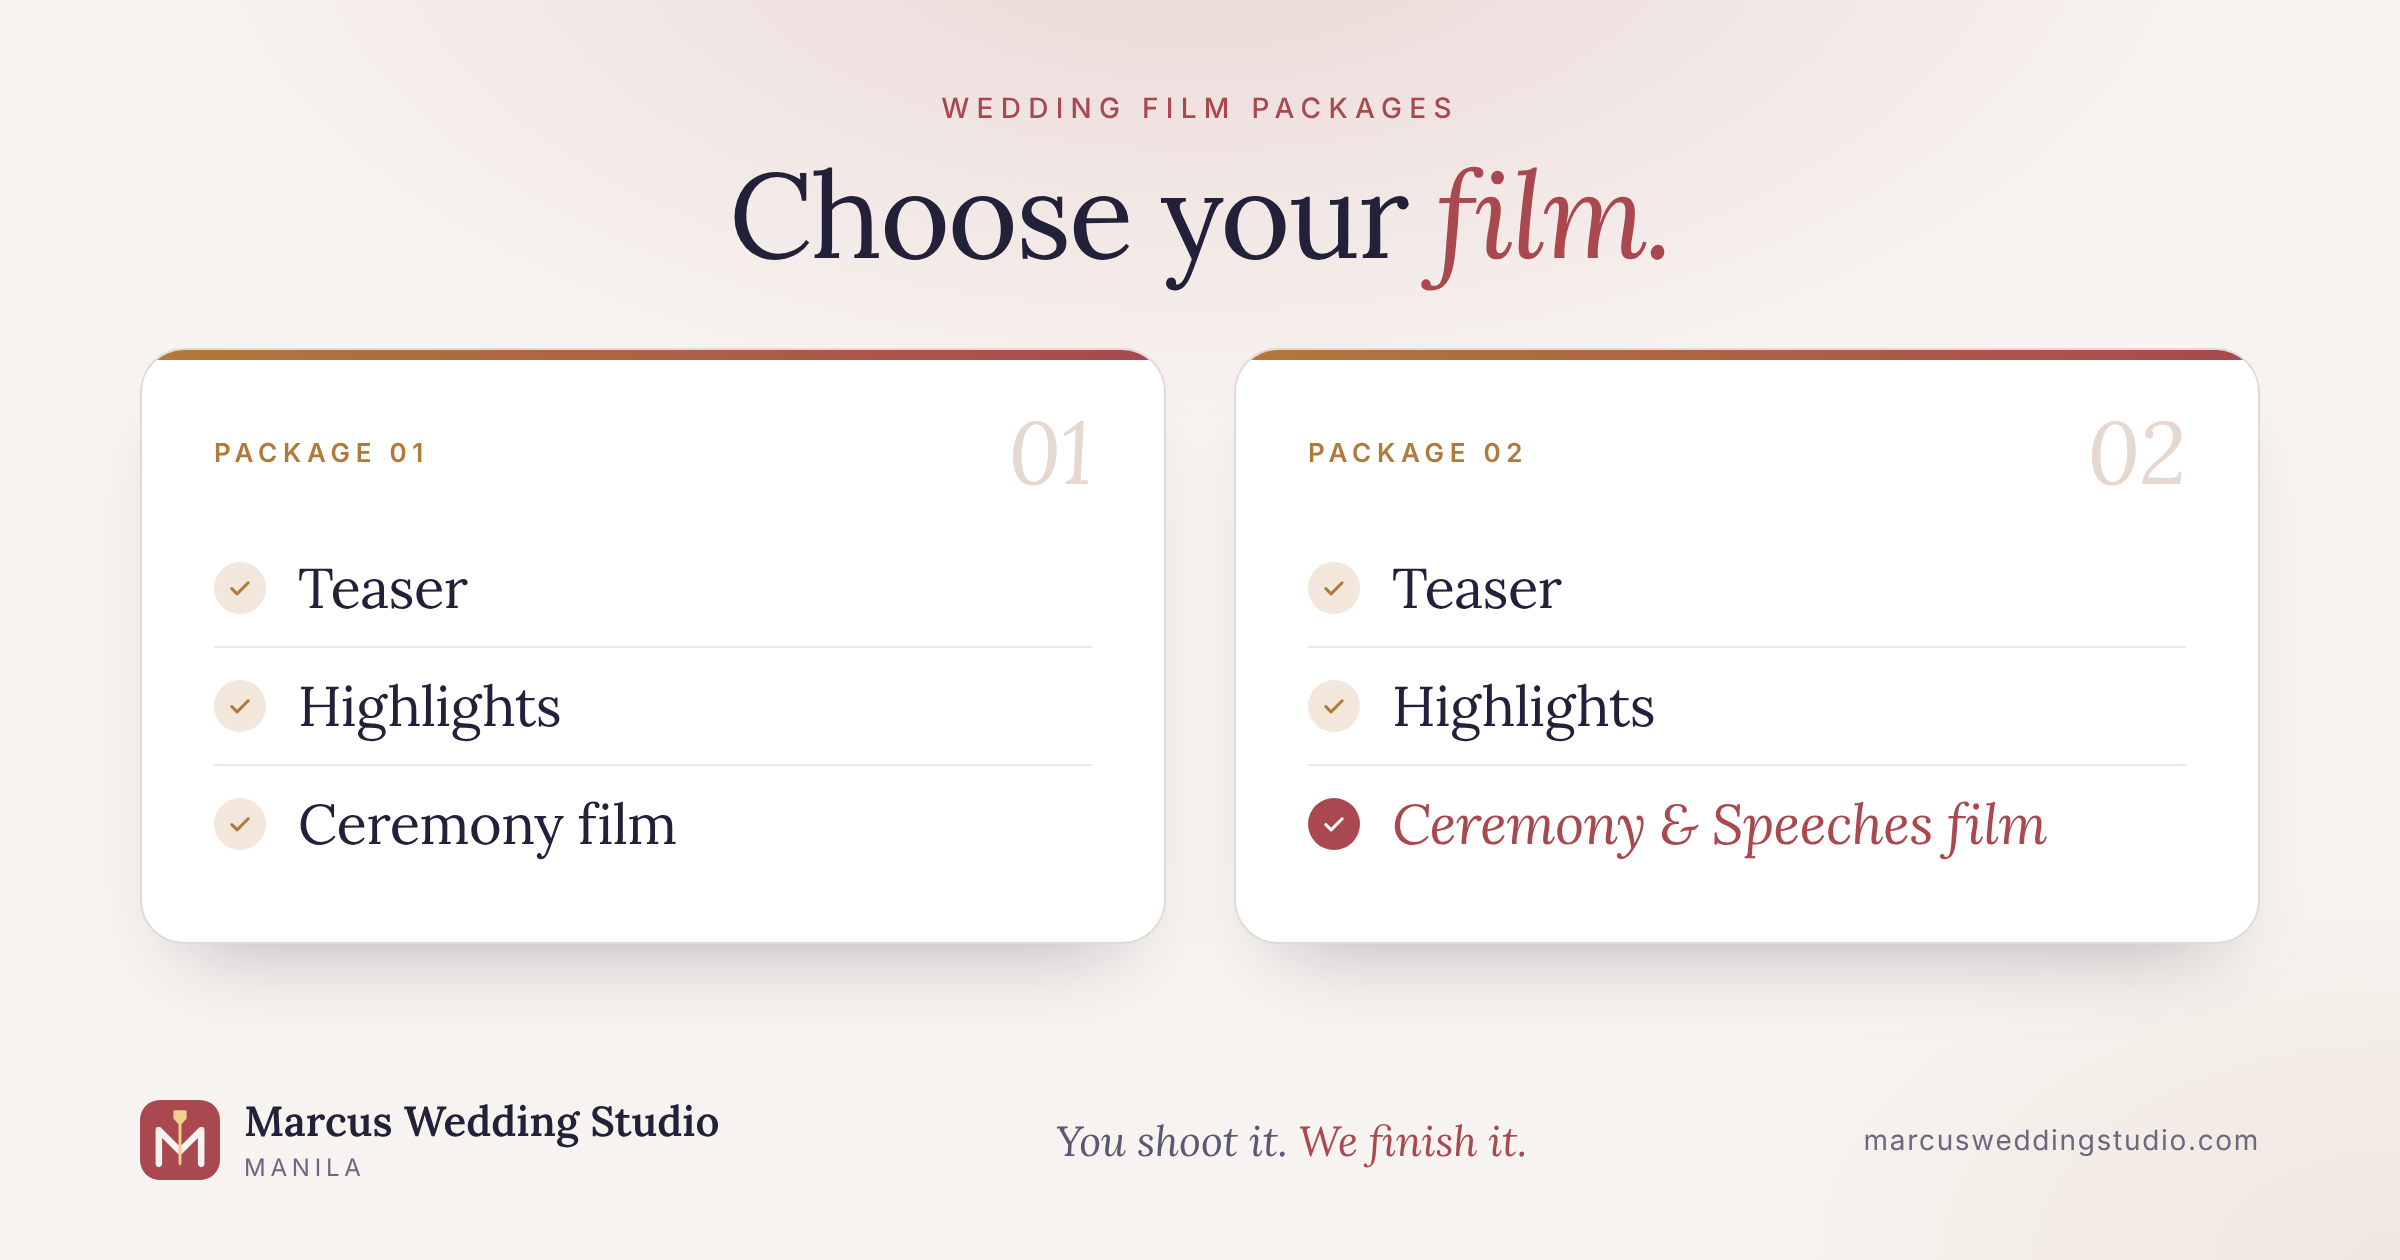 WEDDING FILM PACKAGES
Choose your film.
PACKAGE 01
01
Teaser
Highlights
Ceremony film
PACKAGE 02
02
Teaser
Highlights
Ceremony & Speeches film
M
Marcus Wedding Studio
MANILA
You shoot it. We finish it.
marcusweddingstudio.com